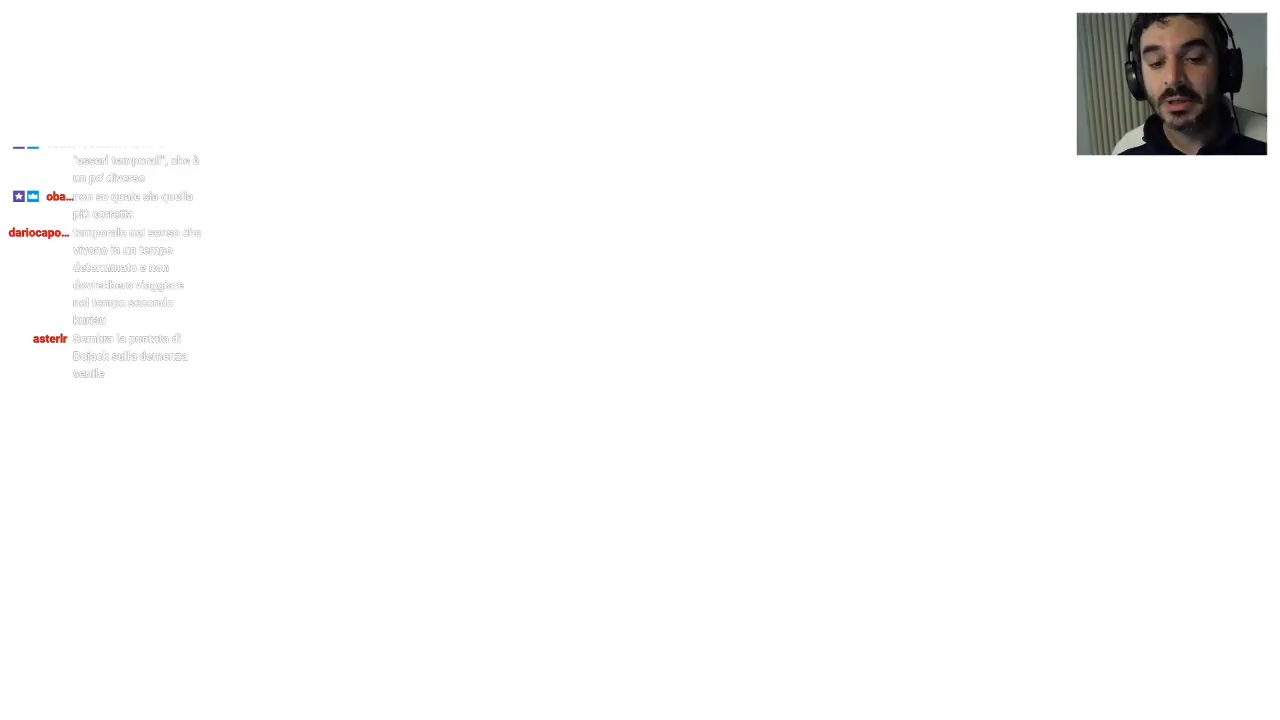 "esseri temporali", che è
un po' diverso
oba… non so quale sia quella
più corretta
dariocapo… temporale nel senso che
vivono in un tempo
determinato e non
dovrebbero viaggiare
nel tempo secondo
kurisu
asterlr Sembra la puntata di
Bojack sulla demenza
senile